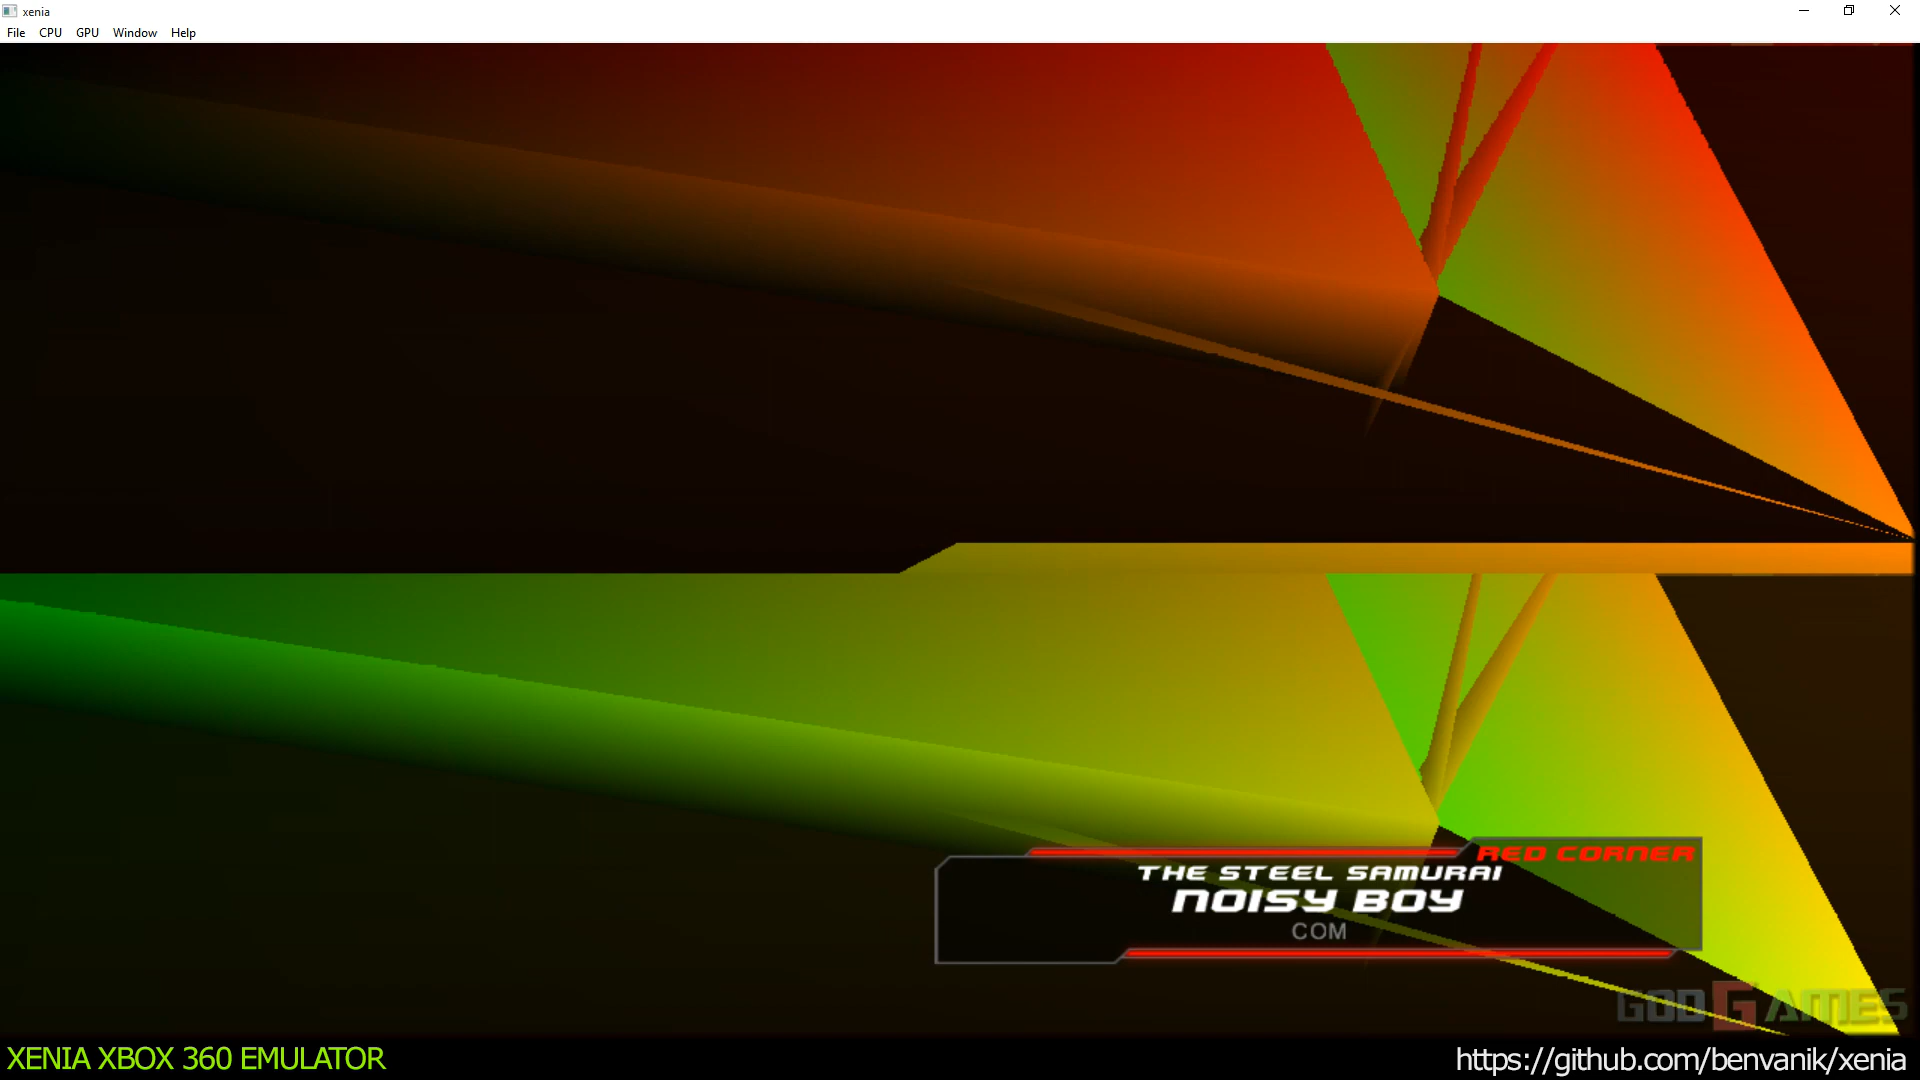 xenia
File CPU GPU Window Help
RED CORNER
THE STEEL SAMURAI
NOISY BOY
COM
GODGAMES
XENIA XBOX 360 EMULATOR
https://github.com/benvanik/xenia